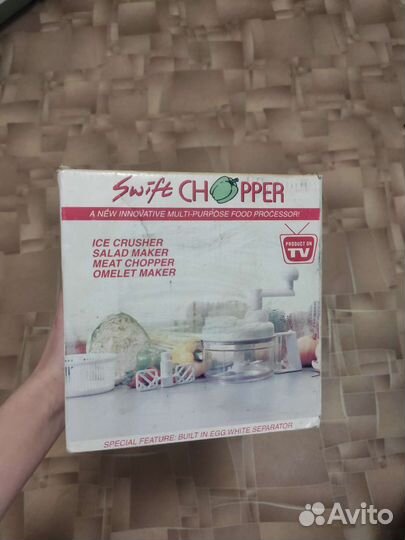 Swift CHOPPER
A NEW INNOVATIVE MULTI-PURPOSE FOOD PROCESSOR!
PRODUCT ON
TV
ICE CRUSHER
SALAD MAKER
MEAT CHOPPER
OMELET MAKER
SPECIAL FEATURE: BUILT IN EGG WHITE SEPARATOR
Avito